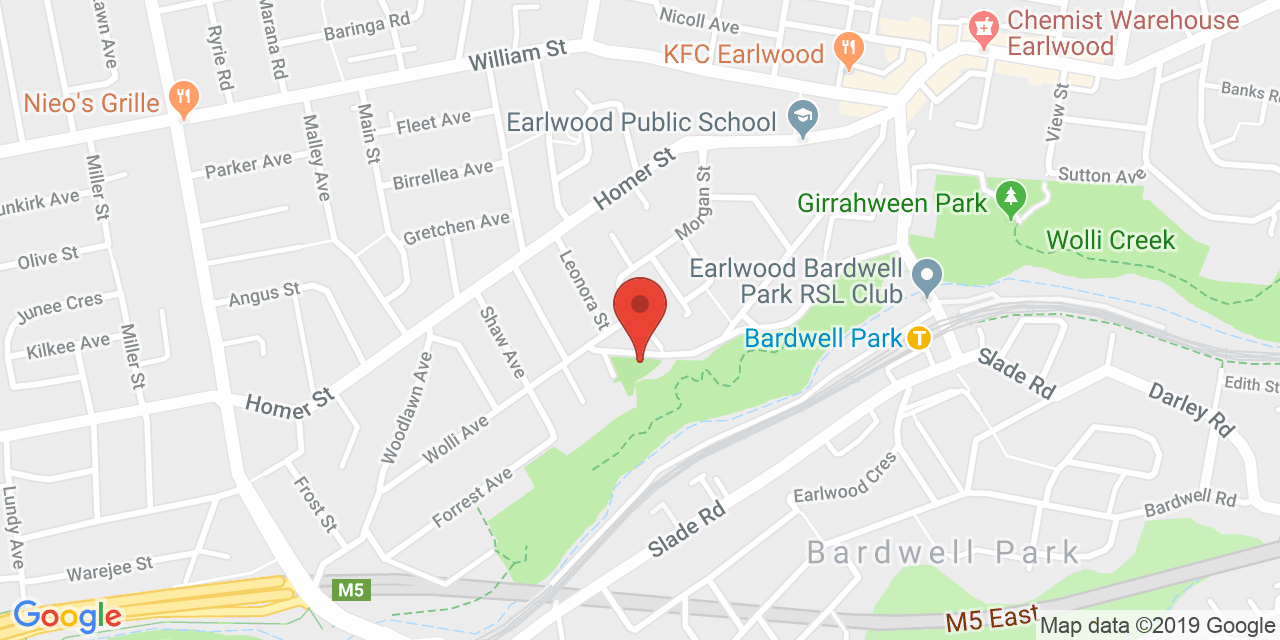 Lawn Ave
Ryrie Rd
Marana Rd
Baringa Rd
Nicoll Ave
Chemist Warehouse
Earlwood
William St
KFC Earlwood
Nieo's Grille
Banks Rd
View St
Main St
Fleet Ave
Earlwood Public School
Malley Ave
Parker Ave
Miller St
Birrellea Ave
Homer St
Morgan St
Sutton Ave
unkirk Ave
Gretchen Ave
Girrahween Park
Wolli Creek
Olive St
Leonora St
Earlwood Bardwell
Park RSL Club
Junee Cres
Angus St
Shaw Ave
Bardwell Park
T
Kilkee Ave
Miller St
Slade Rd
Edith St
Darley Rd
Homer St
Woodlawn Ave
Wolli Ave
Earlwood Cres
Bardwell Rd
Lundy Ave
Frost St
Forrest Ave
Slade Rd
Bardwell Park
Warejee St
M5
M5 East
Google
Map data ©2019 Google